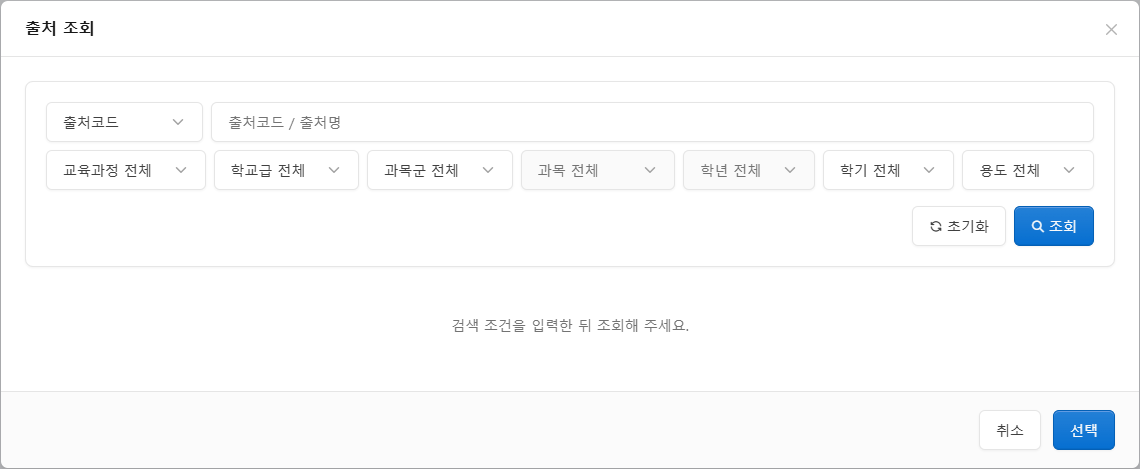 출처 조회
출처코드 출처코드 / 출처명
교육과정 전체 학교급 전체 과목군 전체 과목 전체 학년 전체 학기 전체 용도 전체
초기화 조회
검색 조건을 입력한 뒤 조회해 주세요.
취소 선택